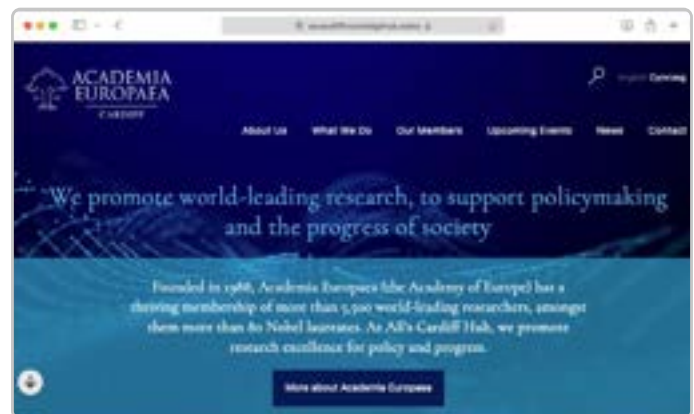 ACADEMIA
EUROPAEA
CARDIFF
English Cymraeg
About Us What We Do Our Members Upcoming Events News Contact
We promote world-leading research, to support policymaking
and the progress of society
Founded in 1988, Academia Europaea (the Academy of Europe) has a
thriving membership of more than 5,500 world-leading researchers, amongst
them more than 80 Nobel laureates. As AE's Cardiff Hub, we promote
research excellence for policy and progress.
More about Academia Europaea